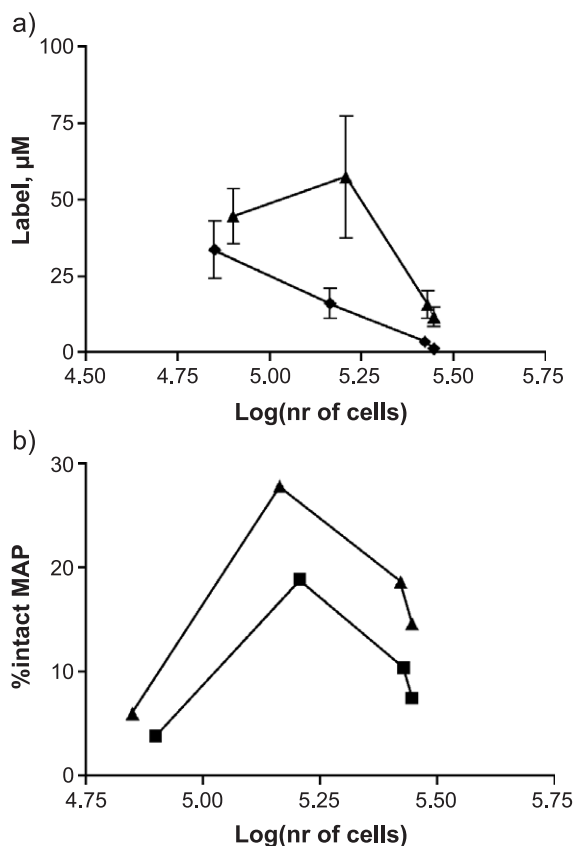 a)
100
75
50
25
0
Label, µM
4.50 4.75 5.00 5.25 5.50 5.75
Log(nr of cells)
b)
30
20
10
0
%intact MAP
4.75 5.00 5.25 5.50 5.75
Log(nr of cells)